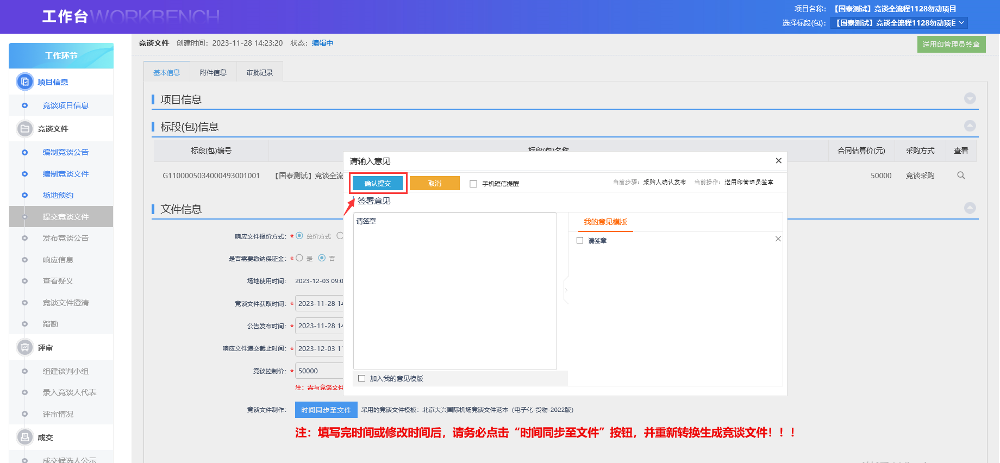 工作台WORKBENCH
项目名称： 【国泰测试】竞谈全流程1128勿动项目
选择标段(包)： 【国泰测试】竞谈全流程1128勿动项目
竞谈文件 创建时间：2023-11-28 14:23:20 状态：编辑中
送用印管理员签章
工作环节
项目信息
竞谈项目信息
竞谈文件
编制竞谈公告
编制竞谈文件
场地预约
提交竞谈文件
发布竞谈公告
响应信息
查看疑义
竞谈文件澄清
踏勘
评审
组建谈判小组
录入竞谈人代表
评审情况
成交
成交候选人公示
基本信息 附件信息 审批记录
项目信息
标段(包)信息
标段(包)编号 标段(包)名称 合同估算价(元) 采购方式 查看
G1100005034000493001001 【国泰测试】竞谈全流 50000 竞谈采购
文件信息
响应文件报价方式：* 总价方式
是否需要缴纳保证金：* 是 否
场地使用时间： 2023-12-03 09:0
竞谈文件获取时间：* 2023-11-28 14
公告发布时间：* 2023-11-28 14
响应文件递交截止时间：* 2023-12-03 11
竞谈控制价：* 50000
注：需与竞谈文件
竞谈文件制作： 时间同步至文件 采用的竞谈文件模板：北京大兴国际机场竞谈文件范本（电子化-货物-2022版）
注：填写完时间或修改时间后，请务必点击“时间同步至文件”按钮，并重新转换生成竞谈文件！！！
请输入意见
确认提交 取消 手机短信提醒 当前步骤：采购人确认发布 当前操作：送用印管理员签章
签署意见
请签章
加入我的意见模版
我的意见模版
请签章